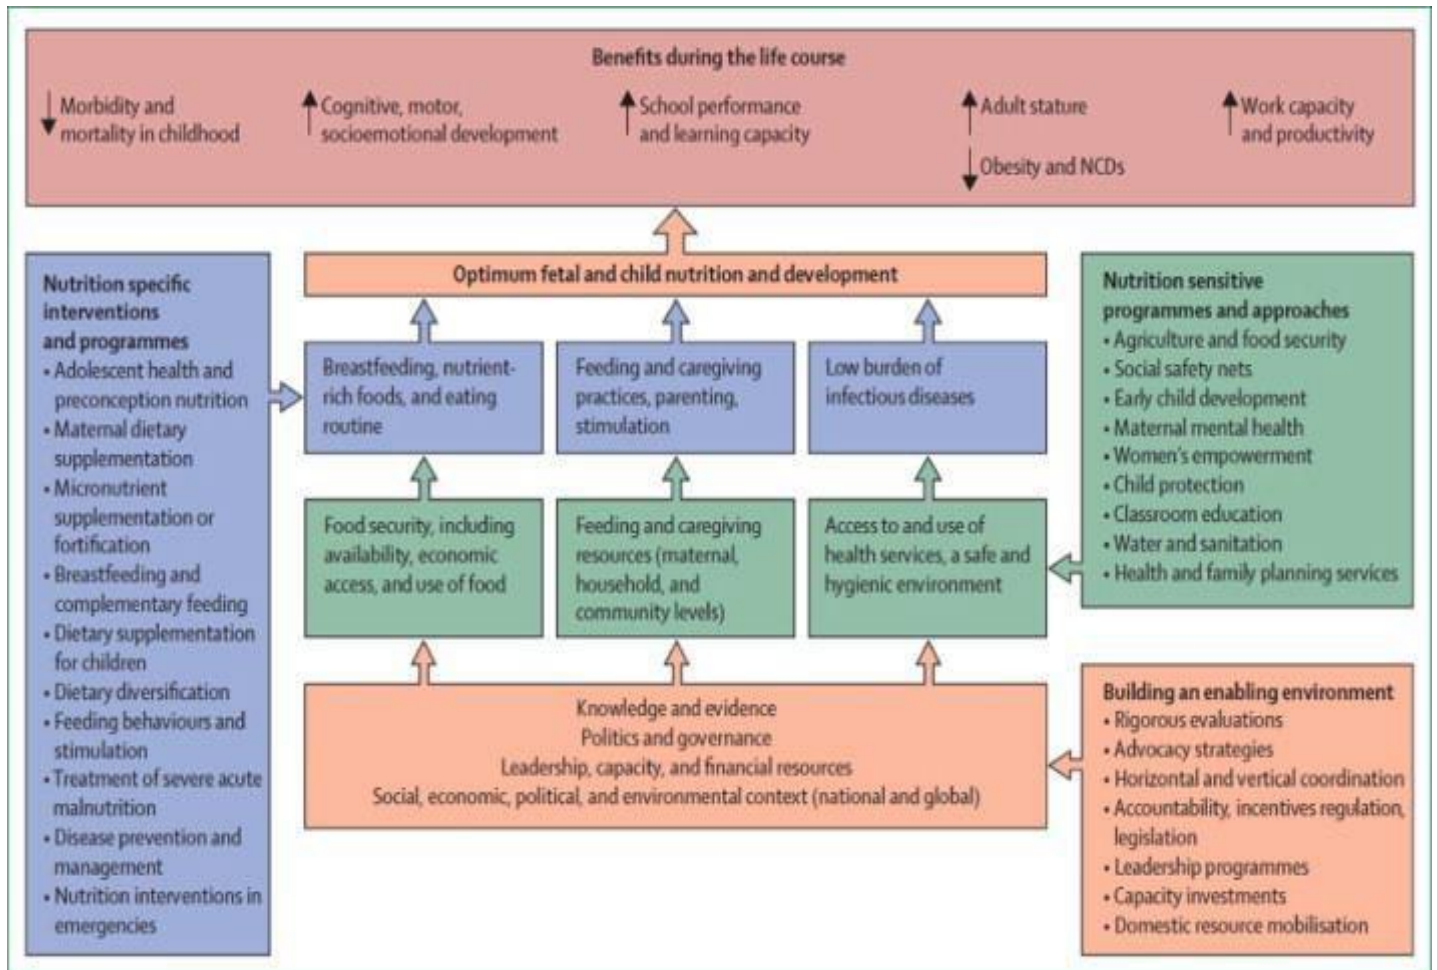 Benefits during the life course
Morbidity and
mortality in childhood
Cognitive, motor,
socioemotional development
School performance
and learning capacity
Adult stature
Obesity and NCDs
Work capacity
and productivity
Nutrition specific
interventions
and programmes
• Adolescent health and
preconception nutrition
• Maternal dietary
supplementation
• Micronutrient
supplementation or
fortification
• Breastfeeding and
complementary feeding
• Dietary supplementation
for children
• Dietary diversification
• Feeding behaviours and
stimulation
• Treatment of severe acute
malnutrition
• Disease prevention and
management
• Nutrition interventions in
emergencies
Optimum fetal and child nutrition and development
Breastfeeding, nutrient-
rich foods, and eating
routine
Feeding and caregiving
practices, parenting,
stimulation
Low burden of
infectious diseases
Food security, including
availability, economic
access, and use of food
Feeding and caregiving
resources (maternal,
household, and
community levels)
Access to and use of
health services, a safe and
hygienic environment
Knowledge and evidence
Politics and governance
Leadership, capacity, and financial resources
Social, economic, political, and environmental context (national and global)
Nutrition sensitive
programmes and approaches
• Agriculture and food security
• Social safety nets
• Early child development
• Maternal mental health
• Women's empowerment
• Child protection
• Classroom education
• Water and sanitation
• Health and family planning services
Building an enabling environment
• Rigorous evaluations
• Advocacy strategies
• Horizontal and vertical coordination
• Accountability, incentives regulation,
legislation
• Leadership programmes
• Capacity investments
• Domestic resource mobilisation